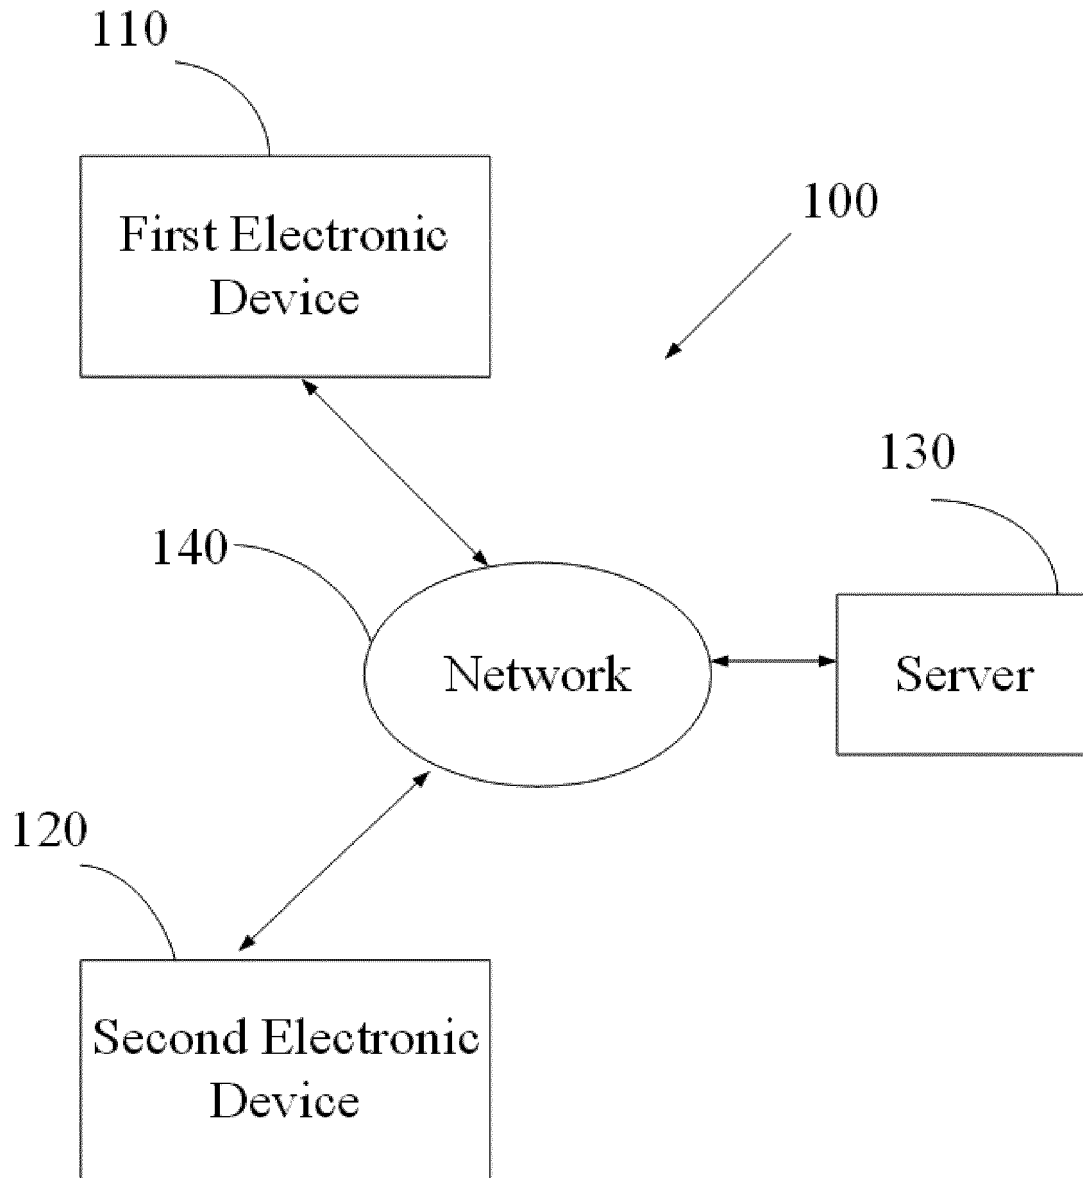 110
First Electronic
Device
100
130
140
Network
Server
120
Second Electronic
Device